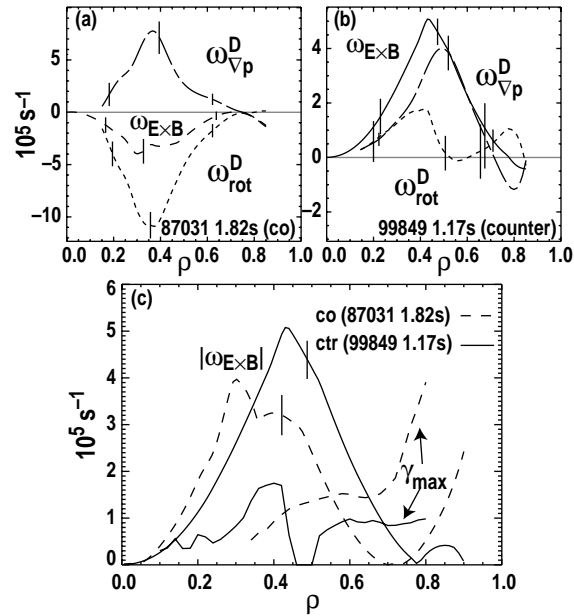 (a)
ω^D_∇p
ω_E×B
ω^D_rot
87031 1.82s (co)
10^5 s^−1
5
0
−5
−10
0.0 0.2 0.4 0.6 0.8 1.0
ρ
(b)
ω_E×B
ω^D_∇p
ω^D_rot
99849 1.17s (counter)
4
2
0
−2
0.0 0.2 0.4 0.6 0.8 1.0
ρ
(c)
co (87031 1.82s)
ctr (99849 1.17s)
|ω_E×B|
γ_max
10^5 s^−1
6
5
4
3
2
1
0
0.0 0.2 0.4 0.6 0.8 1.0
ρ